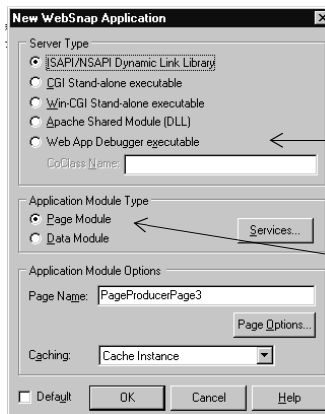 New WebSnap Application
Server Type
ISAPI/NSAPI Dynamic Link Library
CGI Stand-alone executable
Win-CGI Stand-alone executable
Apache Shared Module (DLL)
Web App Debugger executable
CoClass Name:
Application Module Type
Page Module
Data Module
Services...
Application Module Options
Page Name: PageProducerPage3
Page Options...
Caching: Cache Instance
Default OK Cancel Help